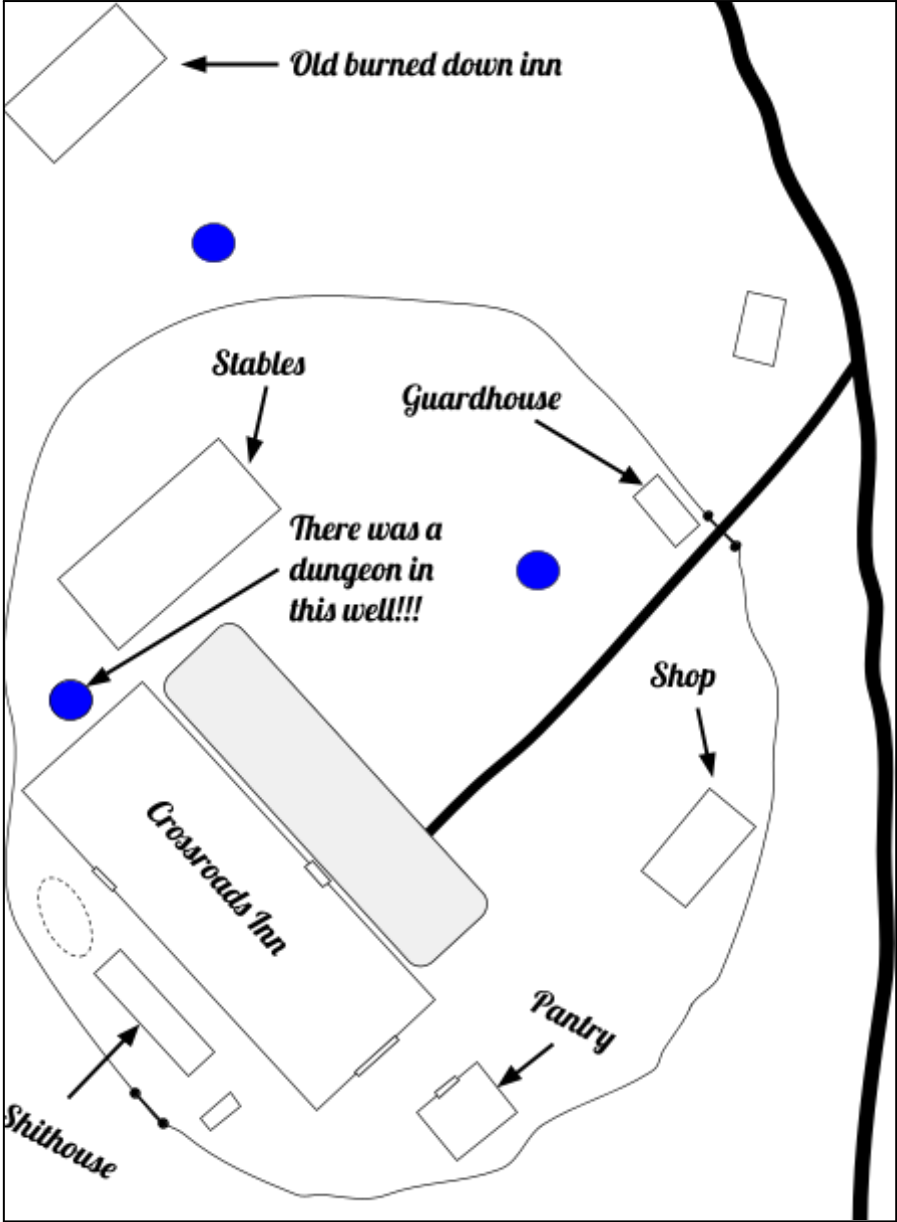 Old burned down inn
Stables
Guardhouse
There was a
dungeon in
this well!!!
Shop
Crossroads Inn
Pantry
Shithouse